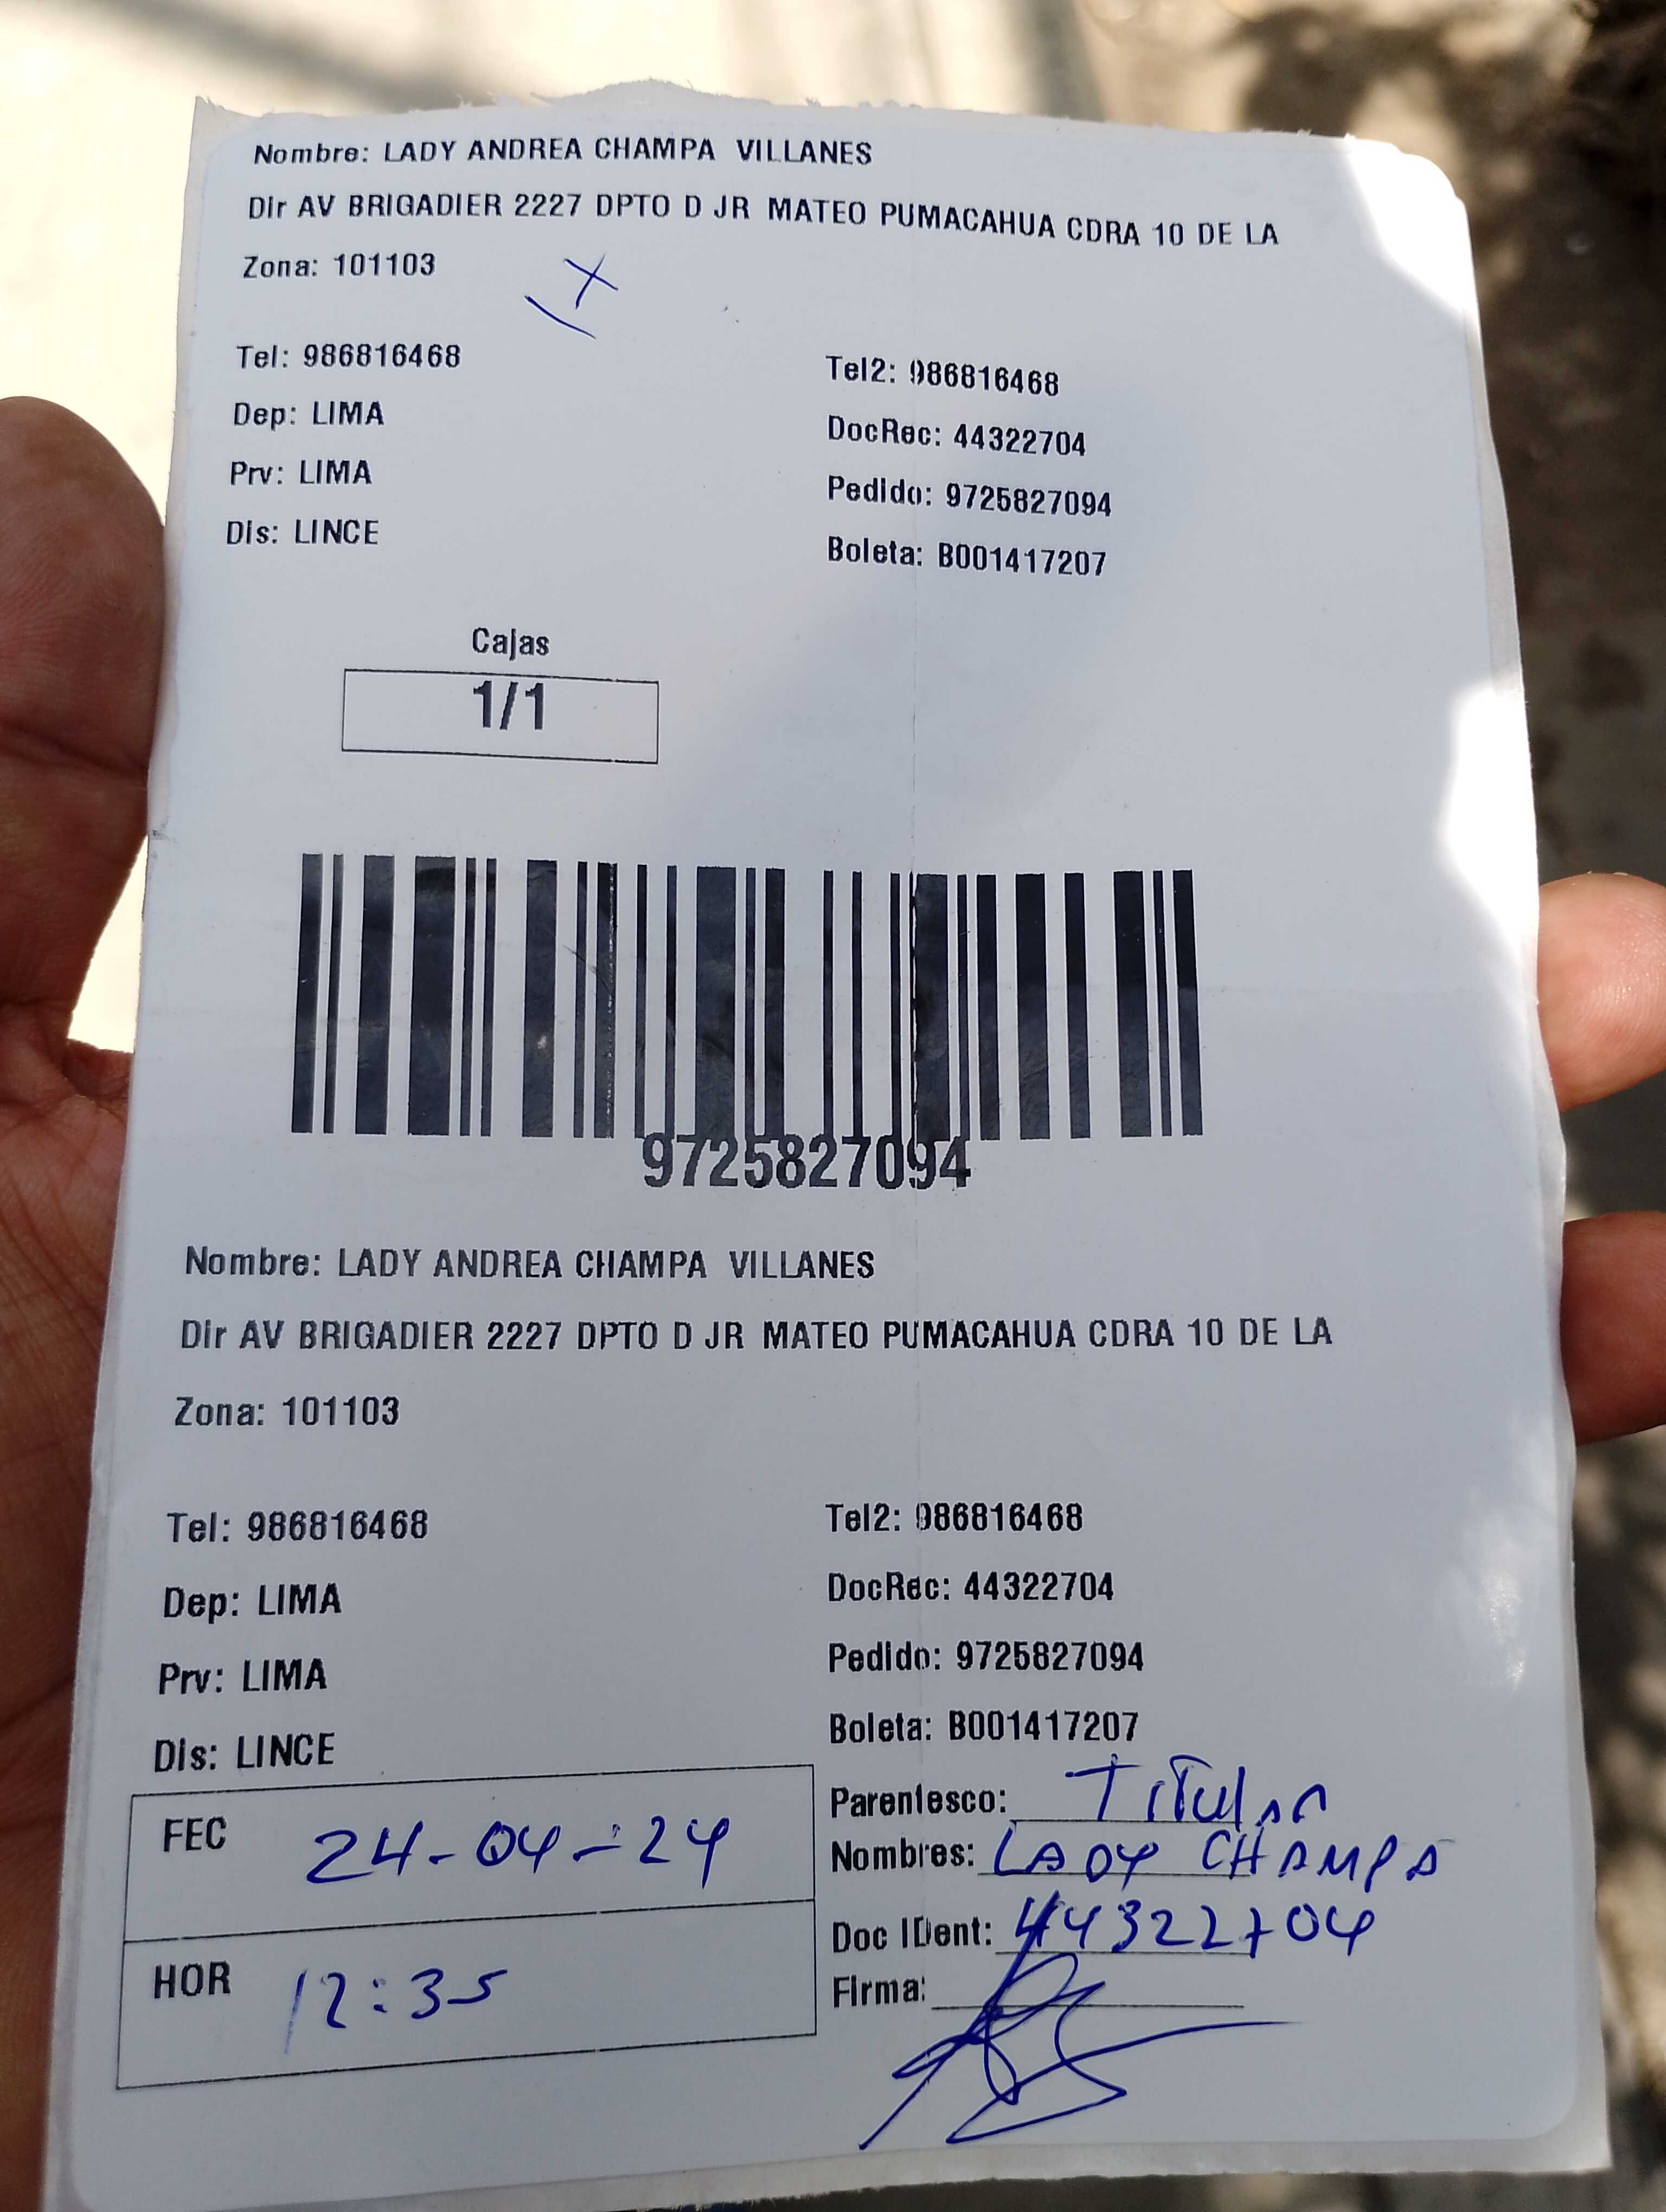 Nombre: LADY ANDREA CHAMPA VILLANES
Dir AV BRIGADIER 2227 DPTO D JR MATEO PUMACAHUA CDRA 10 DE LA
Zona: 101103
Tel: 986816468
Tel2: 986816468
Dep: LIMA
DocRec: 44322704
Prv: LIMA
Pedido: 9725827094
Dis: LINCE
Boleta: B001417207
Cajas
1/1
9725827094
Nombre: LADY ANDREA CHAMPA VILLANES
Dir AV BRIGADIER 2227 DPTO D JR MATEO PUMACAHUA CDRA 10 DE LA
Zona: 101103
Tel: 986816468
Tel2: 986816468
Dep: LIMA
DocRec: 44322704
Prv: LIMA
Pedido: 9725827094
Dis: LINCE
Boleta: B001417207
FEC 24-04-24
Parentesco: Titular
Nombres: LADY CHAMPA
Doc IDent: 44322704
HOR 12:35
Firma: